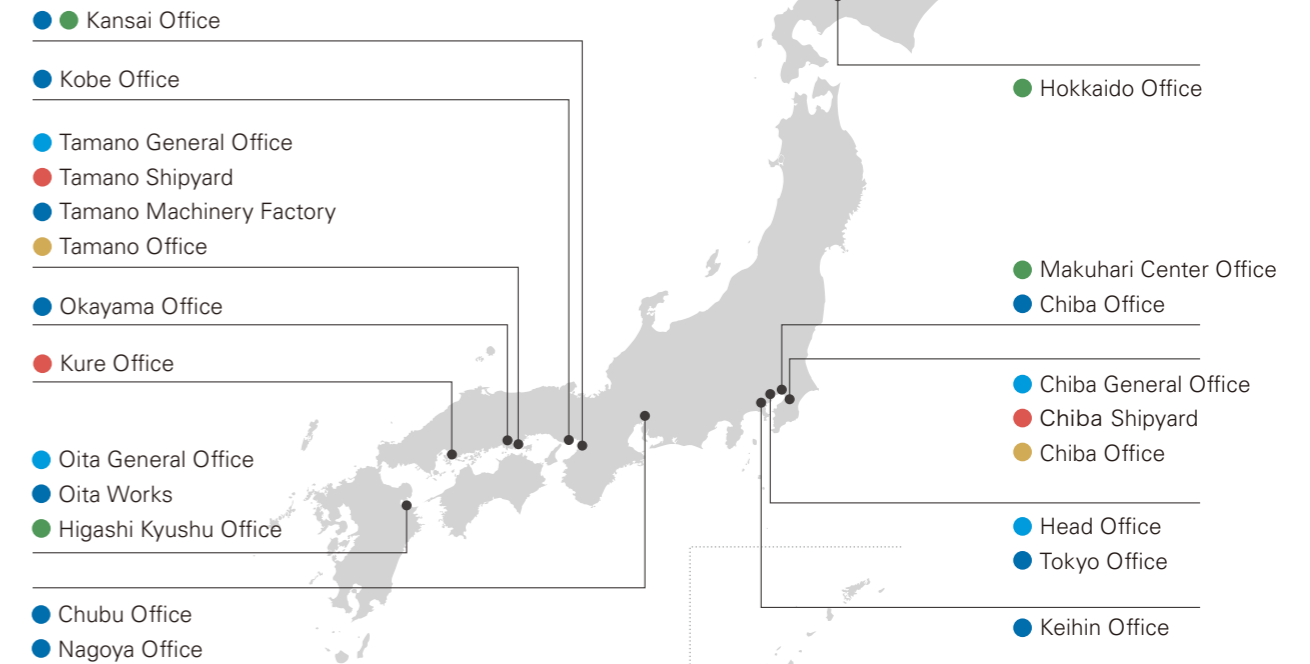 Kansai Office
Kobe Office
Tamano General Office
Tamano Shipyard
Tamano Machinery Factory
Tamano Office
Okayama Office
Kure Office
Oita General Office
Oita Works
Higashi Kyushu Office
Chubu Office
Nagoya Office
Hokkaido Office
Makuhari Center Office
Chiba Office
Chiba General Office
Chiba Shipyard
Chiba Office
Head Office
Tokyo Office
Keihin Office